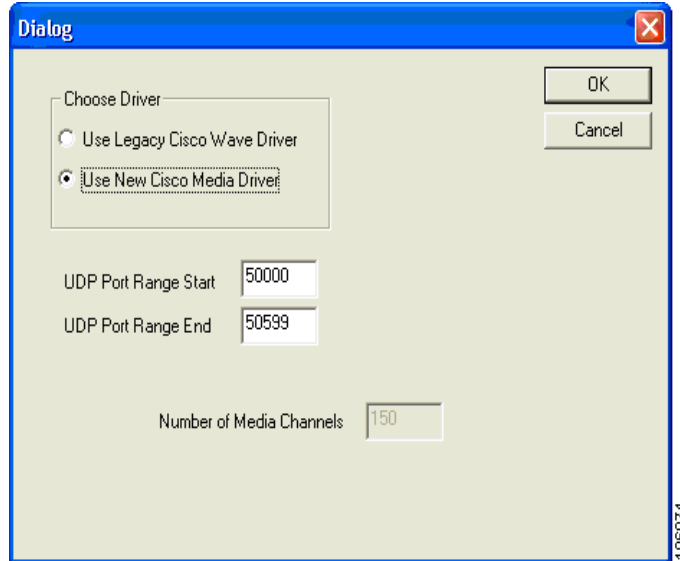 Dialog
OK
Cancel
Choose Driver
Use Legacy Cisco Wave Driver
Use New Cisco Media Driver
UDP Port Range Start 50000
UDP Port Range End 50599
Number of Media Channels 150